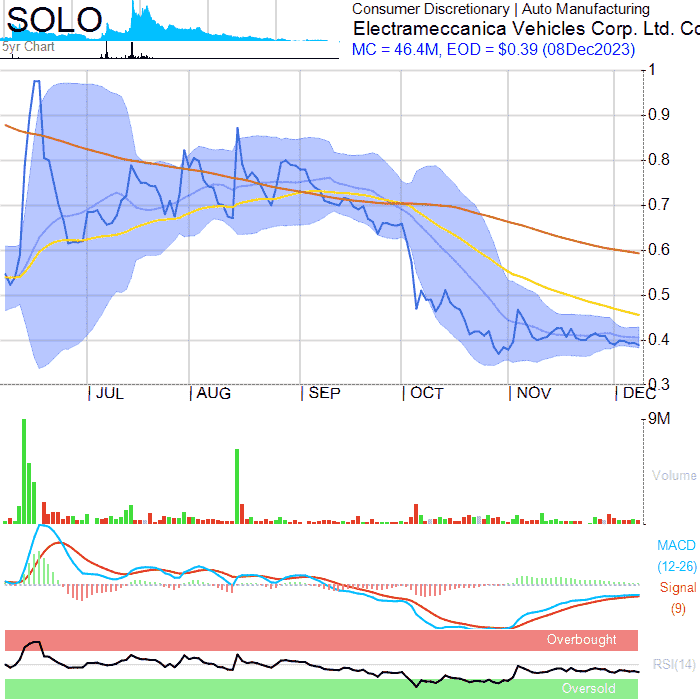 SOLO
5yr Chart
Consumer Discretionary | Auto Manufacturing
Electrameccanica Vehicles Corp. Ltd. Co
MC = 46.4M, EOD = $0.39 (08Dec2023)
1
0.9
0.8
0.7
0.6
0.5
0.4
0.3
JUL AUG SEP OCT NOV DEC
9M
Volume
MACD
(12-26)
Signal
(9)
Overbought
RSI(14)
Oversold